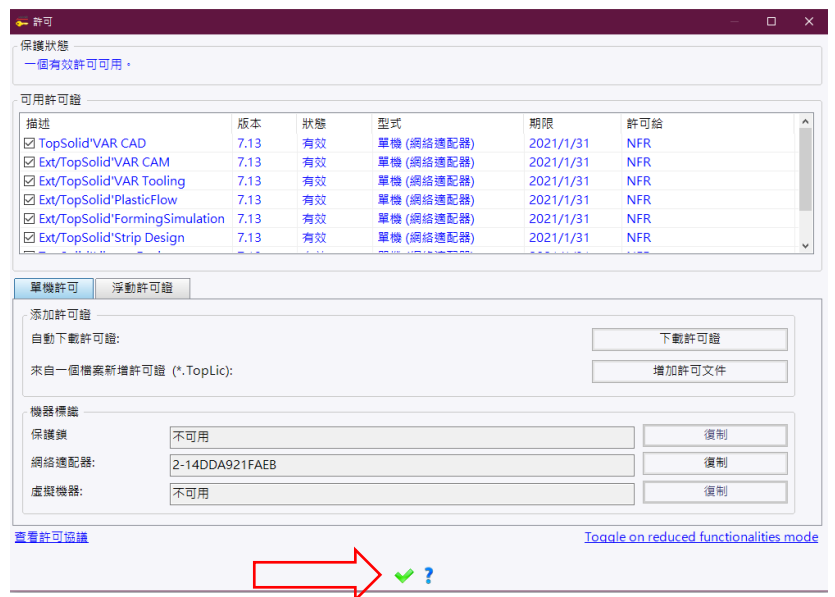 許可
保護狀態
一個有效許可可用。
可用許可證
描述 版本 狀態 型式 期限 許可給
TopSolid'VAR CAD 7.13 有效 單機 (網絡適配器) 2021/1/31 NFR
Ext/TopSolid'VAR CAM 7.13 有效 單機 (網絡適配器) 2021/1/31 NFR
Ext/TopSolid'VAR Tooling 7.13 有效 單機 (網絡適配器) 2021/1/31 NFR
Ext/TopSolid'PlasticFlow 7.13 有效 單機 (網絡適配器) 2021/1/31 NFR
Ext/TopSolid'FormingSimulation 7.13 有效 單機 (網絡適配器) 2021/1/31 NFR
Ext/TopSolid'Strip Design 7.13 有效 單機 (網絡適配器) 2021/1/31 NFR
單機許可 浮動許可證
添加許可證
自動下載許可證: 下載許可證
來自一個檔案新增許可證 (*.TopLic): 增加許可文件
機器標識
保護鎖 不可用 復制
網絡適配器: 2-14DDA921FAEB 復制
虛擬機器: 不可用 復制
查看許可協議 Toggle on reduced functionalities mode